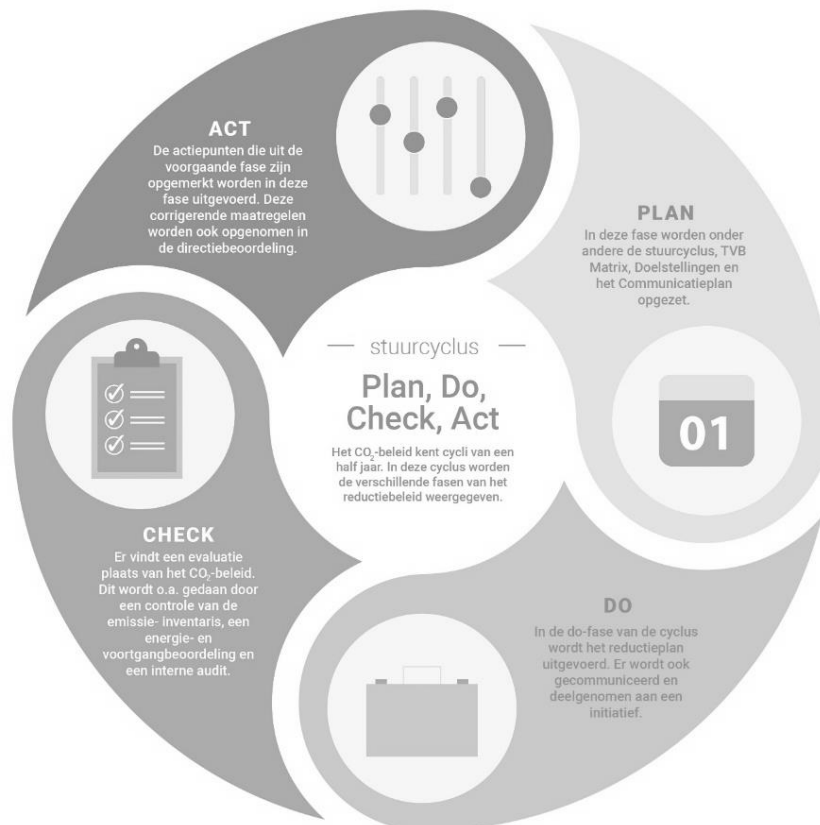 ACT
De actiepunten die uit de
voorgaande fase zijn
opgemerkt worden in deze
fase uitgevoerd. Deze
corrigerende maatregelen
worden ook opgenomen in
de directiebeoordeling.
PLAN
In deze fase worden onder
andere de stuurcyclus, TVB
Matrix, Doelstellingen en
het Communicatieplan
opgezet.
01
stuurcyclus
Plan, Do,
Check, Act
Het CO₂-beleid kent cycli van een
half jaar. In deze cyclus worden
de verschillende fasen van het
reductiebeleid weergegeven.
CHECK
Er vindt een evaluatie
plaats van het CO₂-beleid.
Dit wordt o.a. gedaan door
een controle van de
emissie- inventaris, een
energie- en
voortgangbeoordeling en
een interne audit.
DO
In de do-fase van de cyclus
wordt het reductieplan
uitgevoerd. Er wordt ook
gecommuniceerd en
deelgenomen aan een
initiatief.